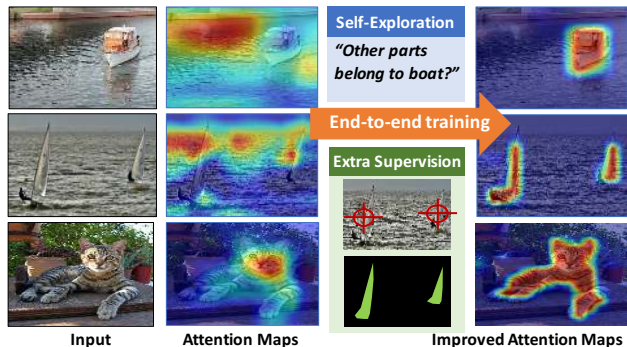 Self-Exploration
“Other parts
belong to boat?”
End-to-end training
Extra Supervision
Input
Attention Maps
Improved Attention Maps